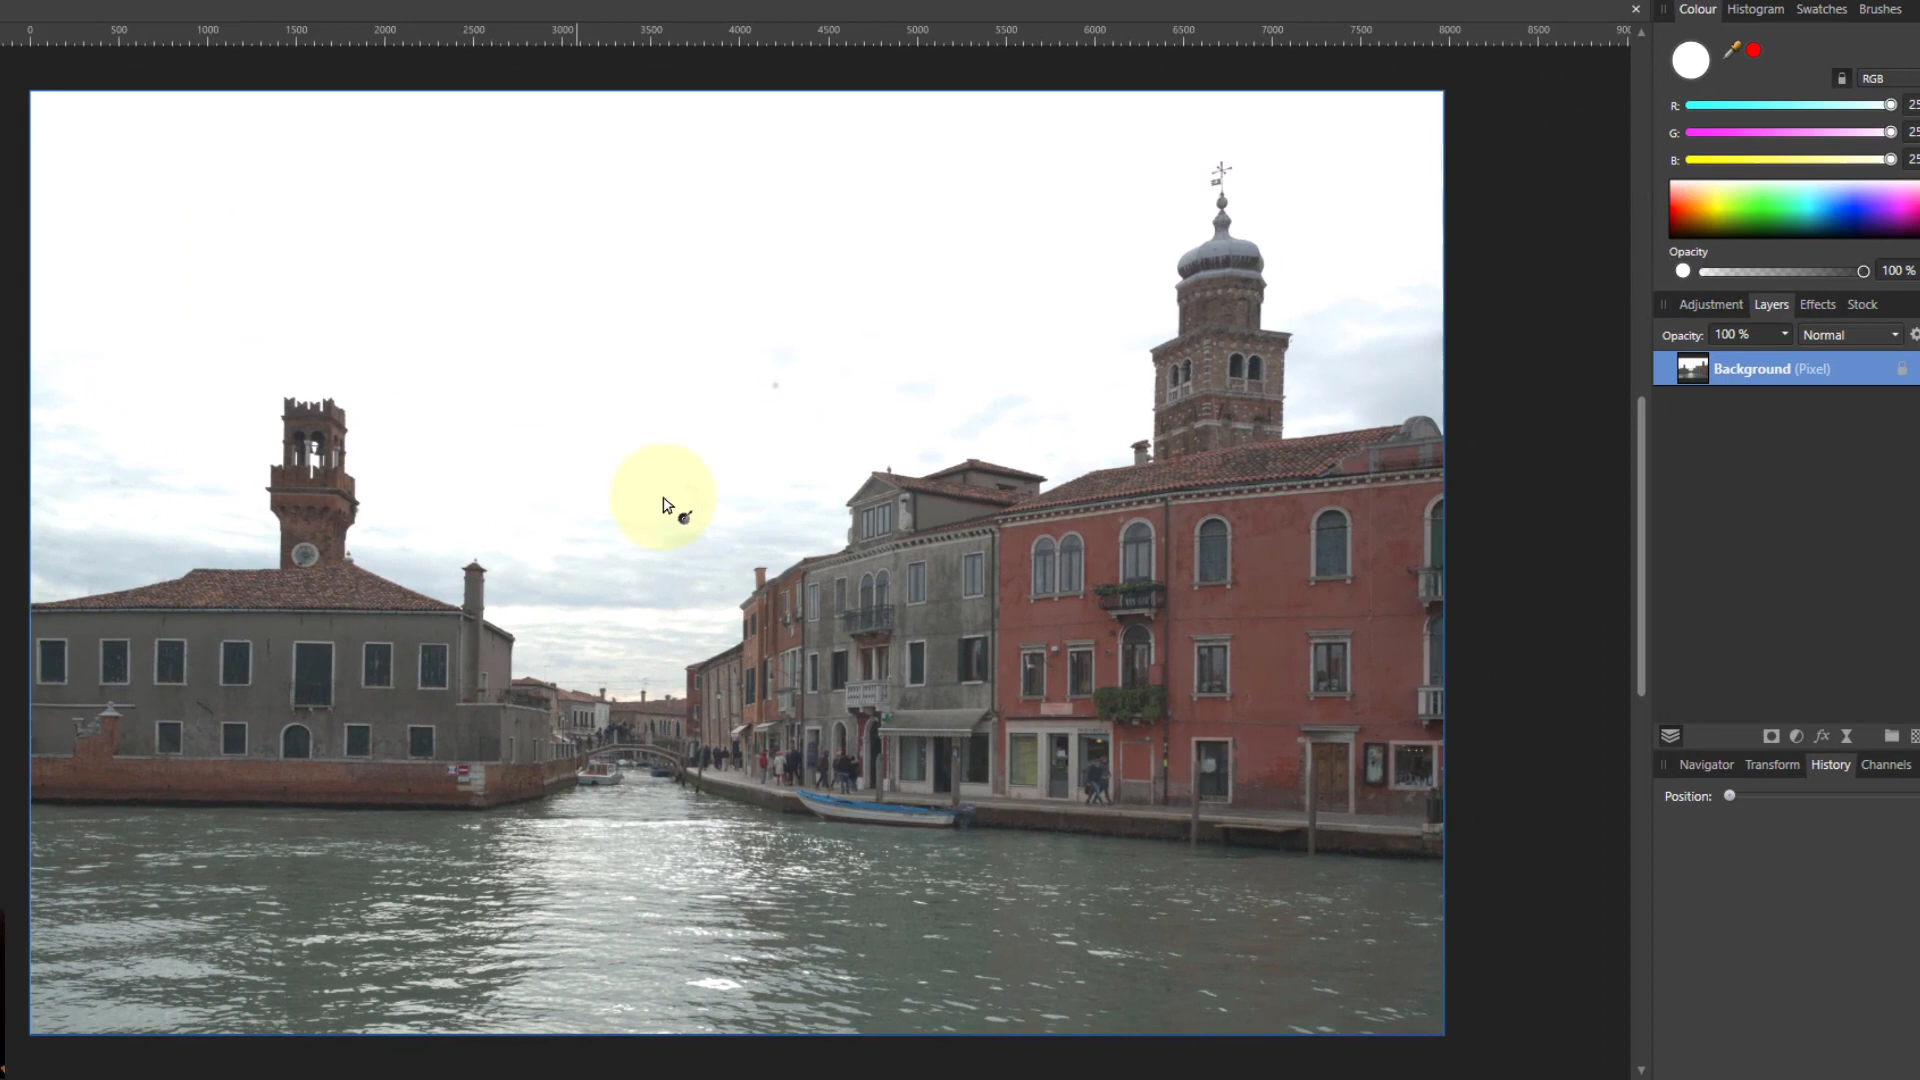 Colour Histogram Swatches Brushes
0 500 1000 1500 2000 2500 3000 3500 4000 4500 5000 5500 6000 6500 7000 7500 8000 8500
RGB
R:
G:
B:
Opacity
100 %
Adjustment Layers Effects Stock
Opacity: 100 % Normal
Background (Pixel)
fx
Navigator Transform History Channels
Position: